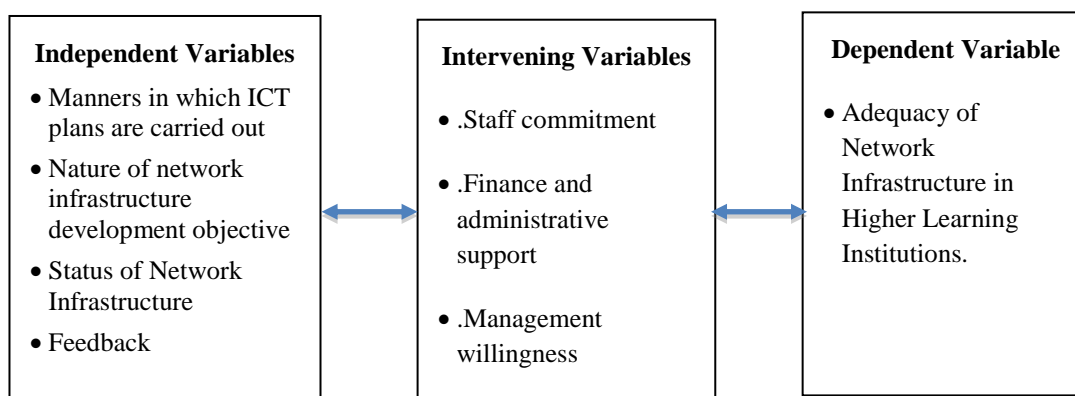 Independent Variables
• Manners in which ICT
plans are carried out
• Nature of network
infrastructure
development objective
• Status of Network
Infrastructure
• Feedback
Intervening Variables
• .Staff commitment
• .Finance and
administrative
support
• .Management
willingness
Dependent Variable
• Adequacy of
Network
Infrastructure in
Higher Learning
Institutions.